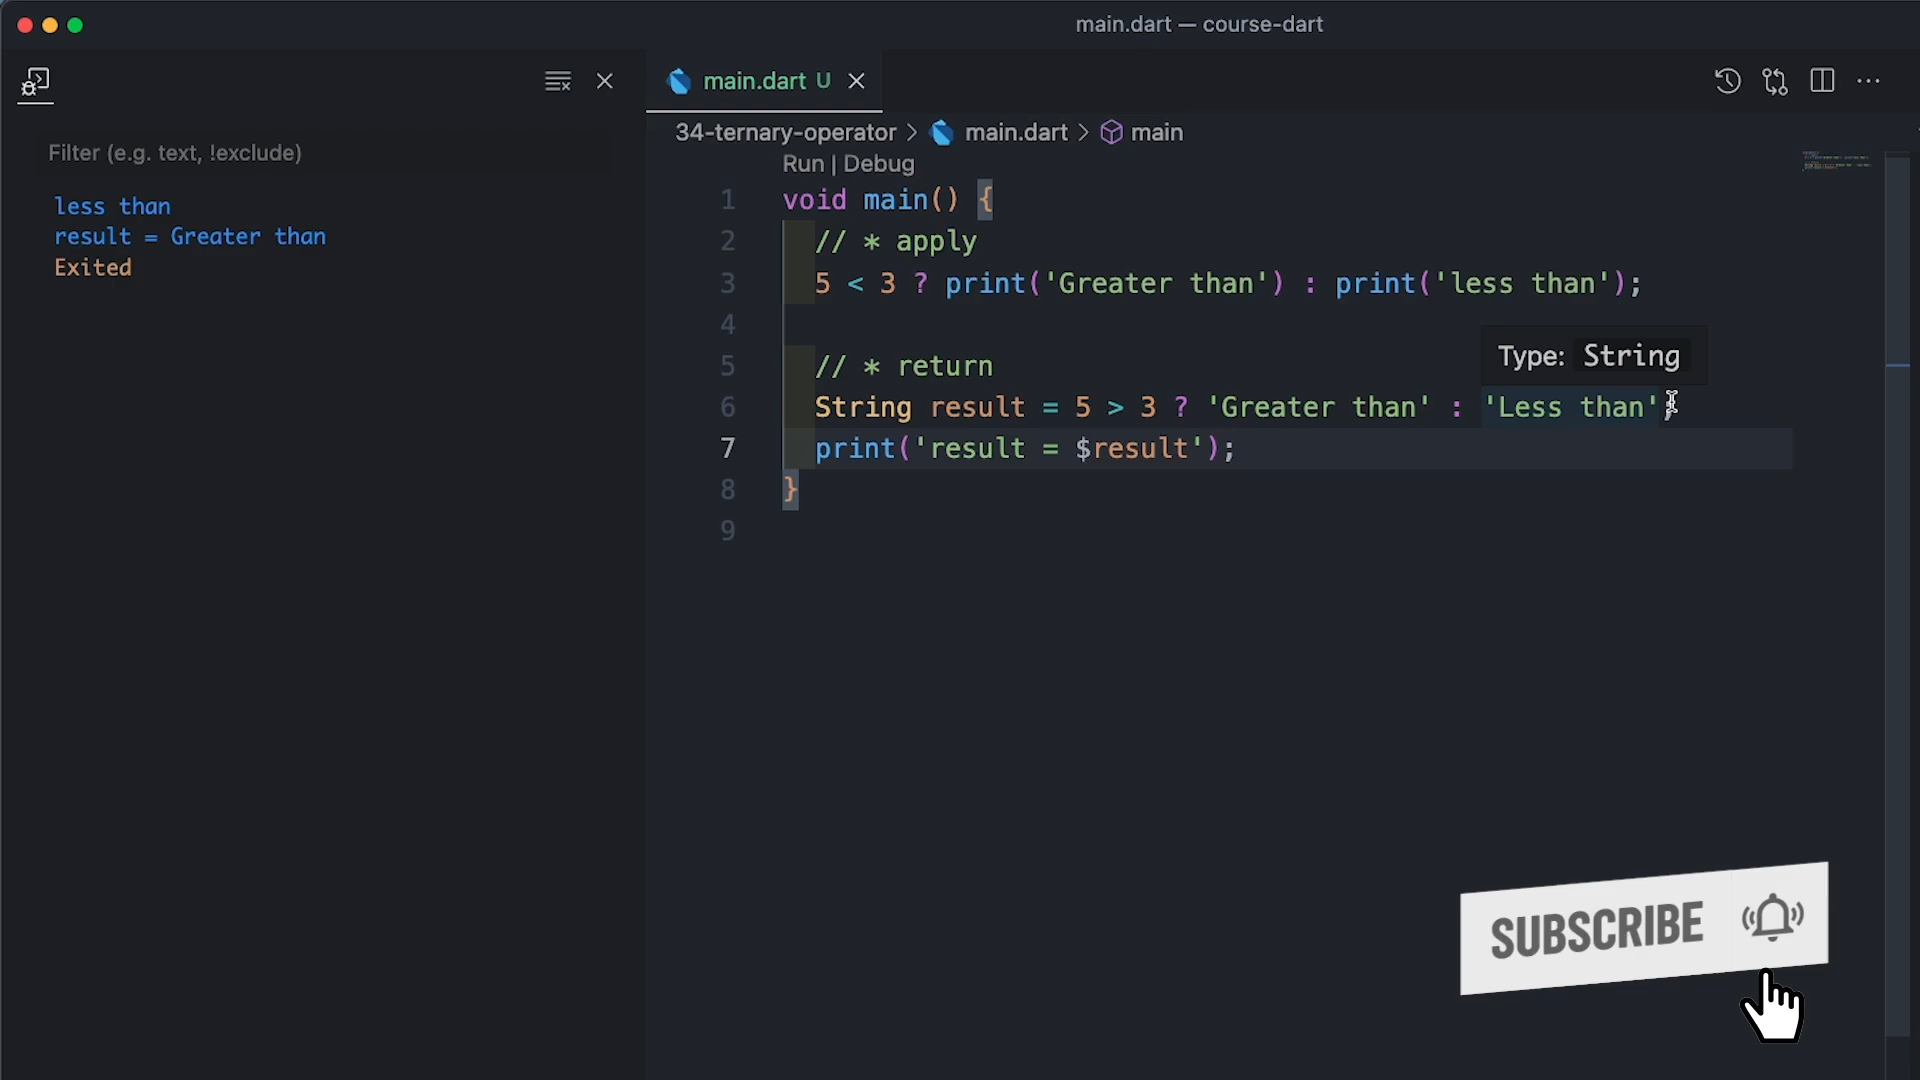 main.dart — course-dart
main.dart U
34-ternary-operator > main.dart > main
Filter (e.g. text, !exclude)
less than
result = Greater than
Exited
Run | Debug
1 void main() {
2 // * apply
3 5 < 3 ? print('Greater than') : print('less than');
4
Type: String
5 // * return
6 String result = 5 > 3 ? 'Greater than' : 'Less than';
7 print('result = $result');
8 }
9
SUBSCRIBE